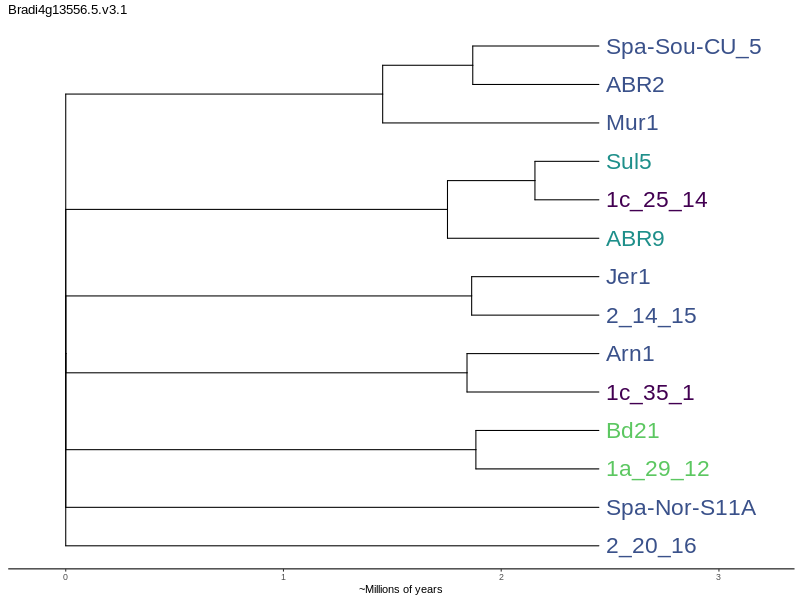 Bradi4g13556.5.v3.1
Spa-Sou-CU_5
ABR2
Mur1
Sul5
1c_25_14
ABR9
Jer1
2_14_15
Arn1
1c_35_1
Bd21
1a_29_12
Spa-Nor-S11A
2_20_16
0 1 2 3
~Millions of years